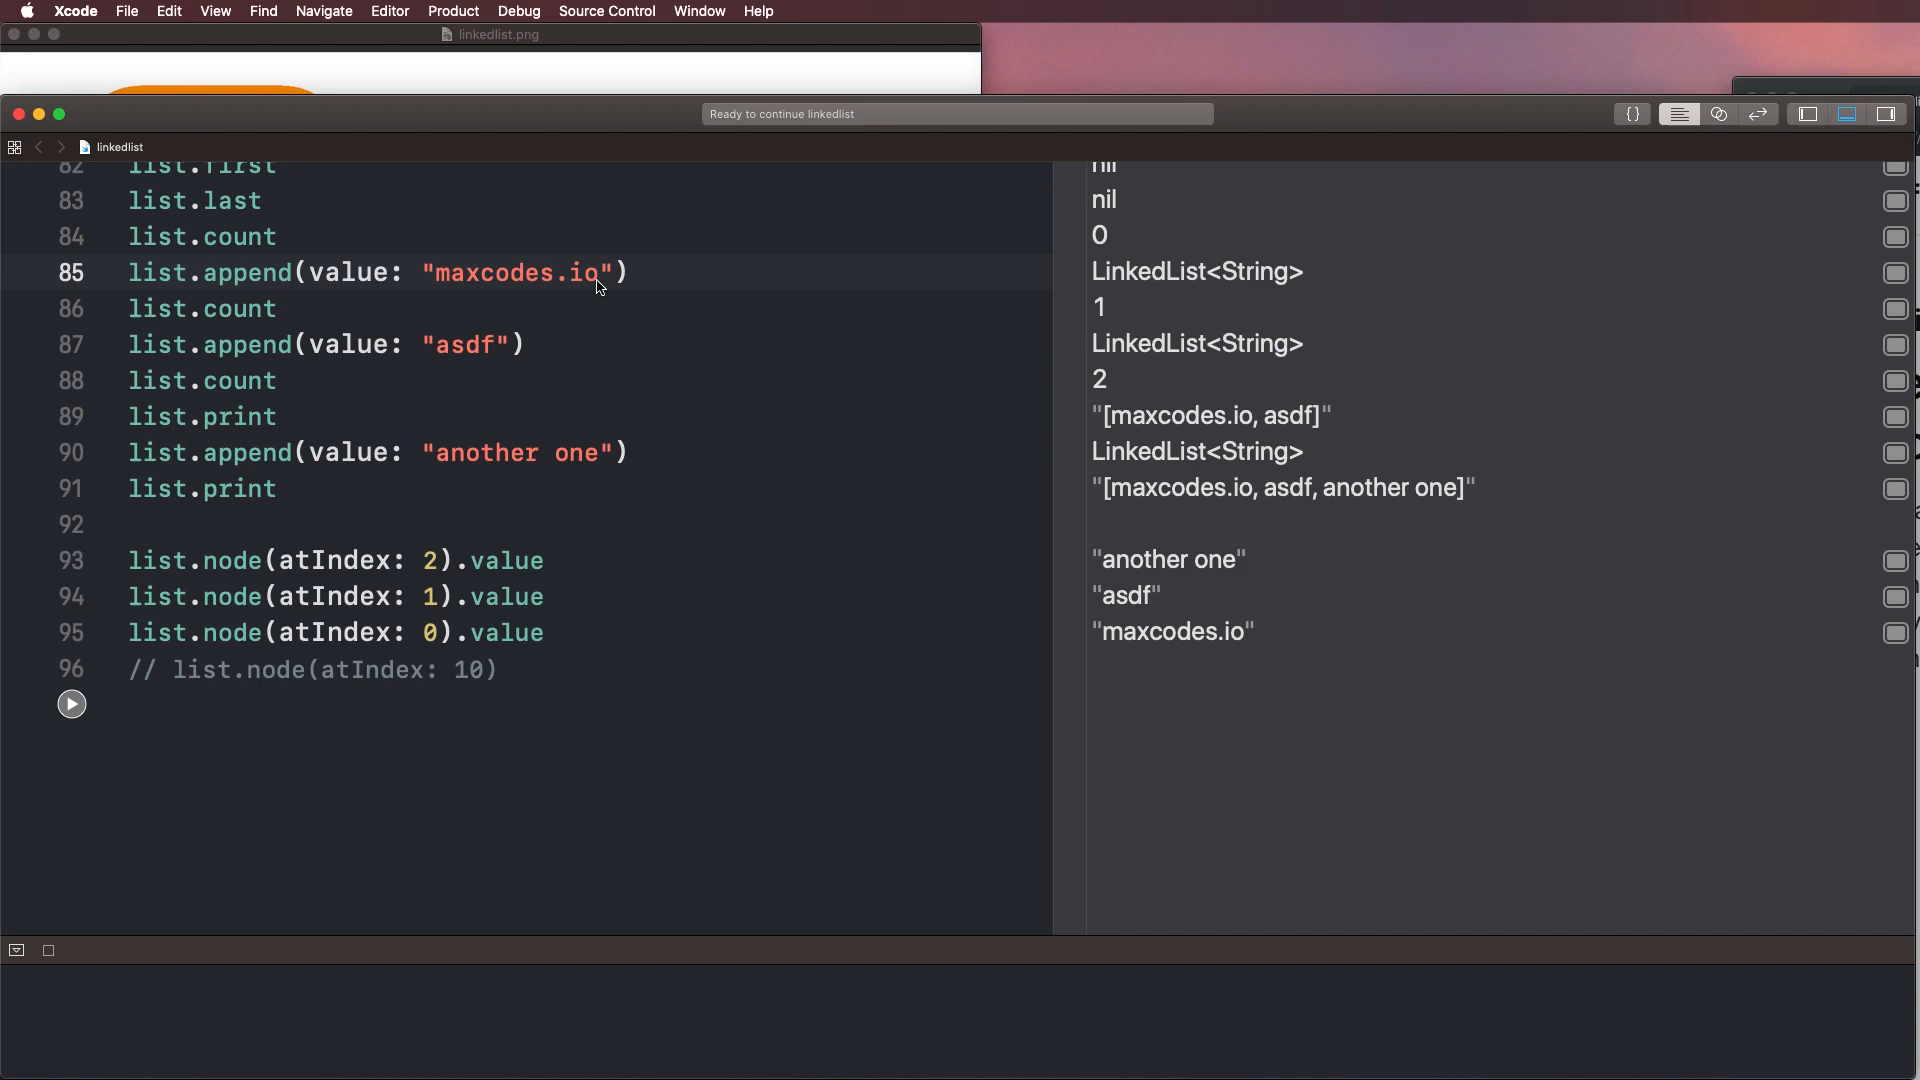 Xcode File Edit View Find Navigate Editor Product Debug Source Control Window Help
linkedlist.png
Ready to continue linkedlist
{}
linkedlist
82 list.first nil
83 list.last nil
84 list.count 0
85 list.append(value: "maxcodes.io") LinkedList<String>
86 list.count 1
87 list.append(value: "asdf") LinkedList<String>
88 list.count 2
89 list.print "[maxcodes.io, asdf]"
90 list.append(value: "another one") LinkedList<String>
91 list.print "[maxcodes.io, asdf, another one]"
92
93 list.node(atIndex: 2).value "another one"
94 list.node(atIndex: 1).value "asdf"
95 list.node(atIndex: 0).value "maxcodes.io"
96 // list.node(atIndex: 10)